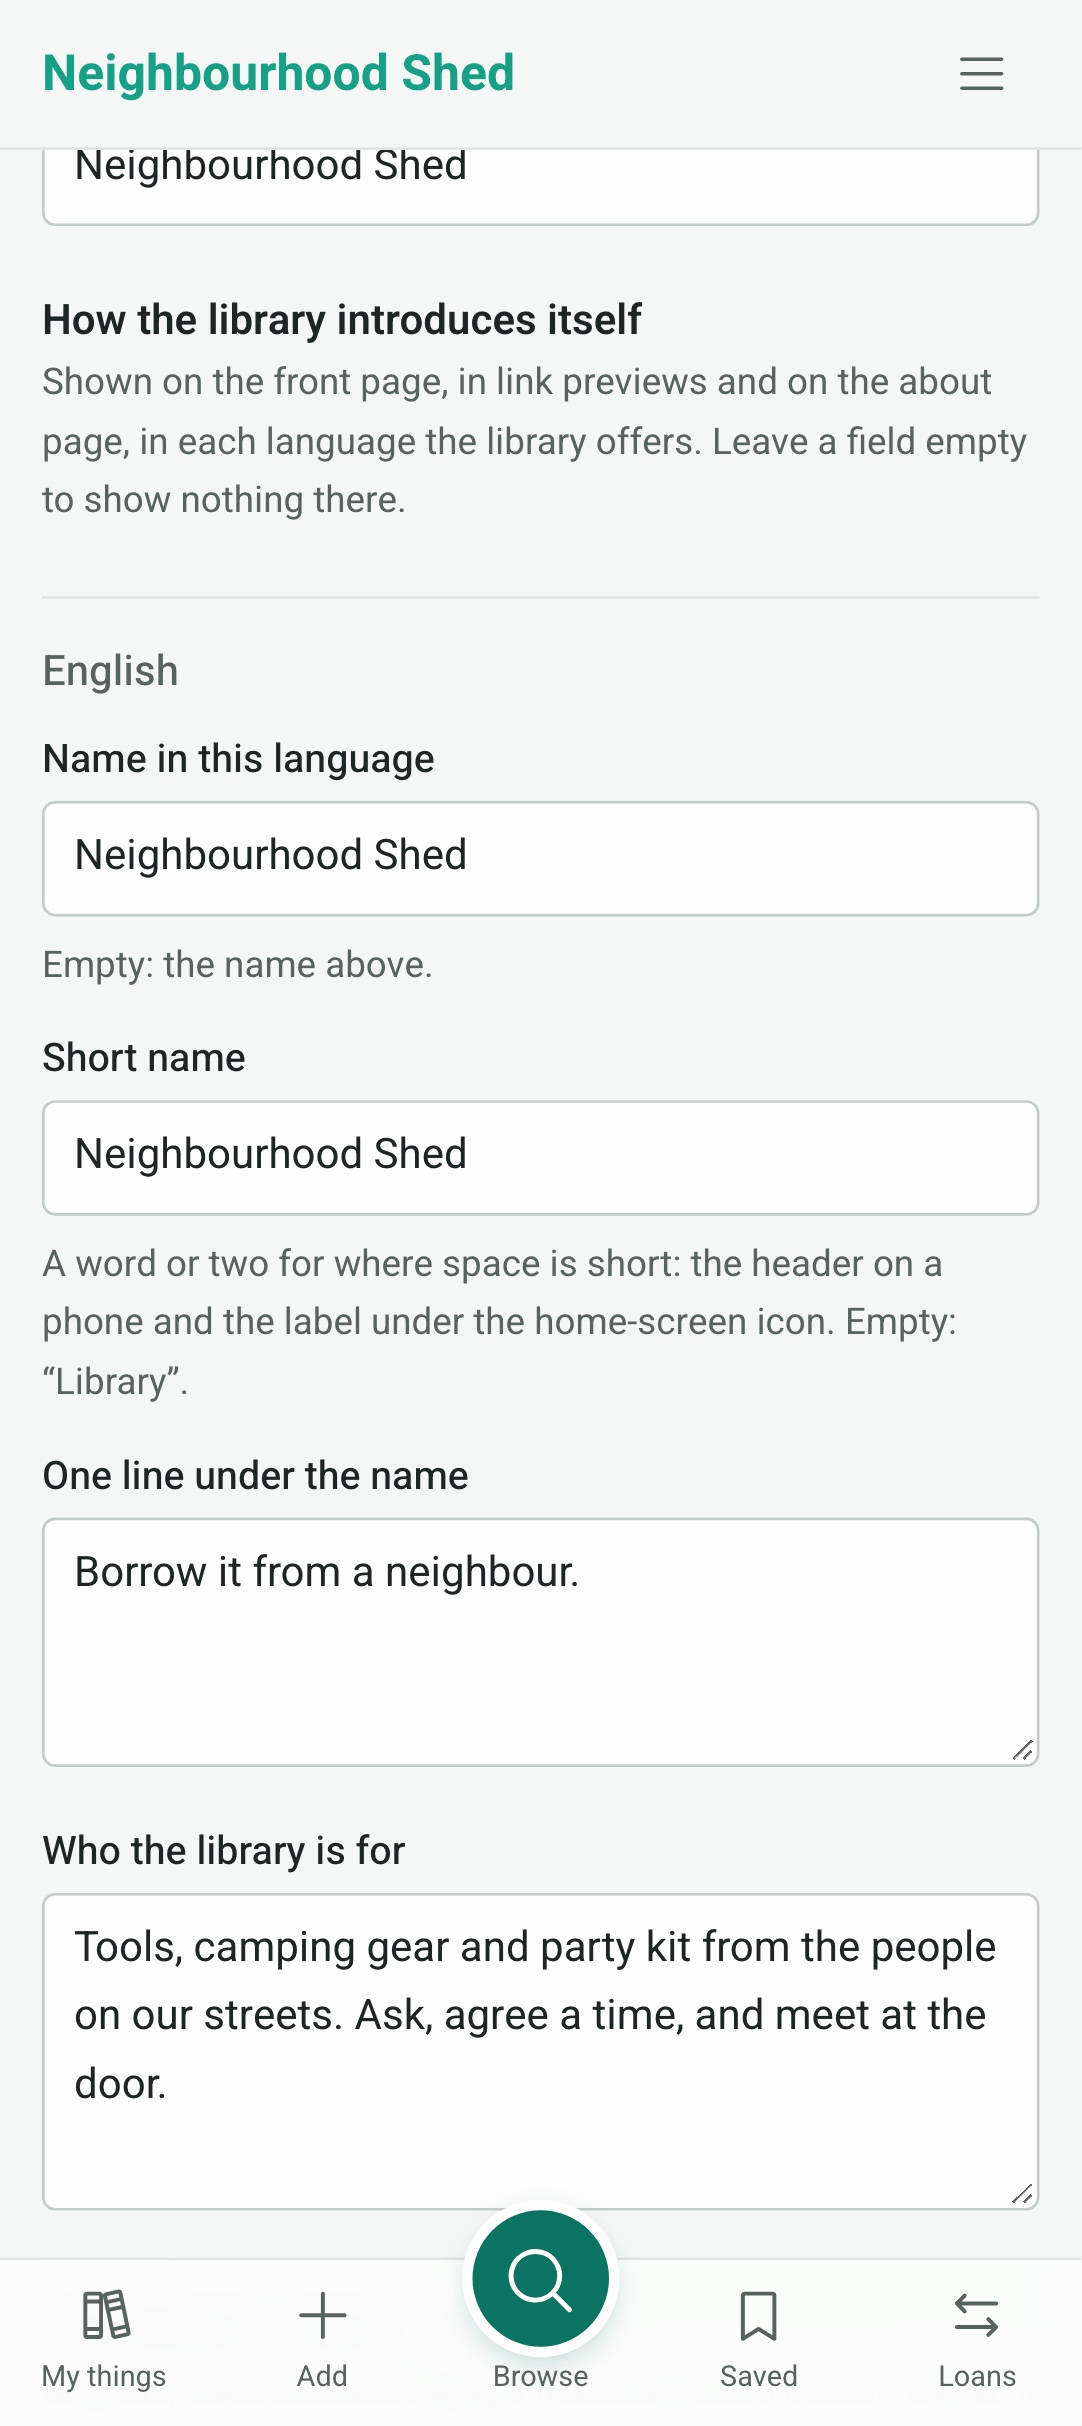 Neighbourhood Shed
Neighbourhood Shed
How the library introduces itself
Shown on the front page, in link previews and on the about
page, in each language the library offers. Leave a field empty
to show nothing there.
English
Name in this language
Neighbourhood Shed
Empty: the name above.
Short name
Neighbourhood Shed
A word or two for where space is short: the header on a
phone and the label under the home-screen icon. Empty:
“Library”.
One line under the name
Borrow it from a neighbour.
Who the library is for
Tools, camping gear and party kit from the people
on our streets. Ask, agree a time, and meet at the
door.
My things
Add
Browse
Saved
Loans